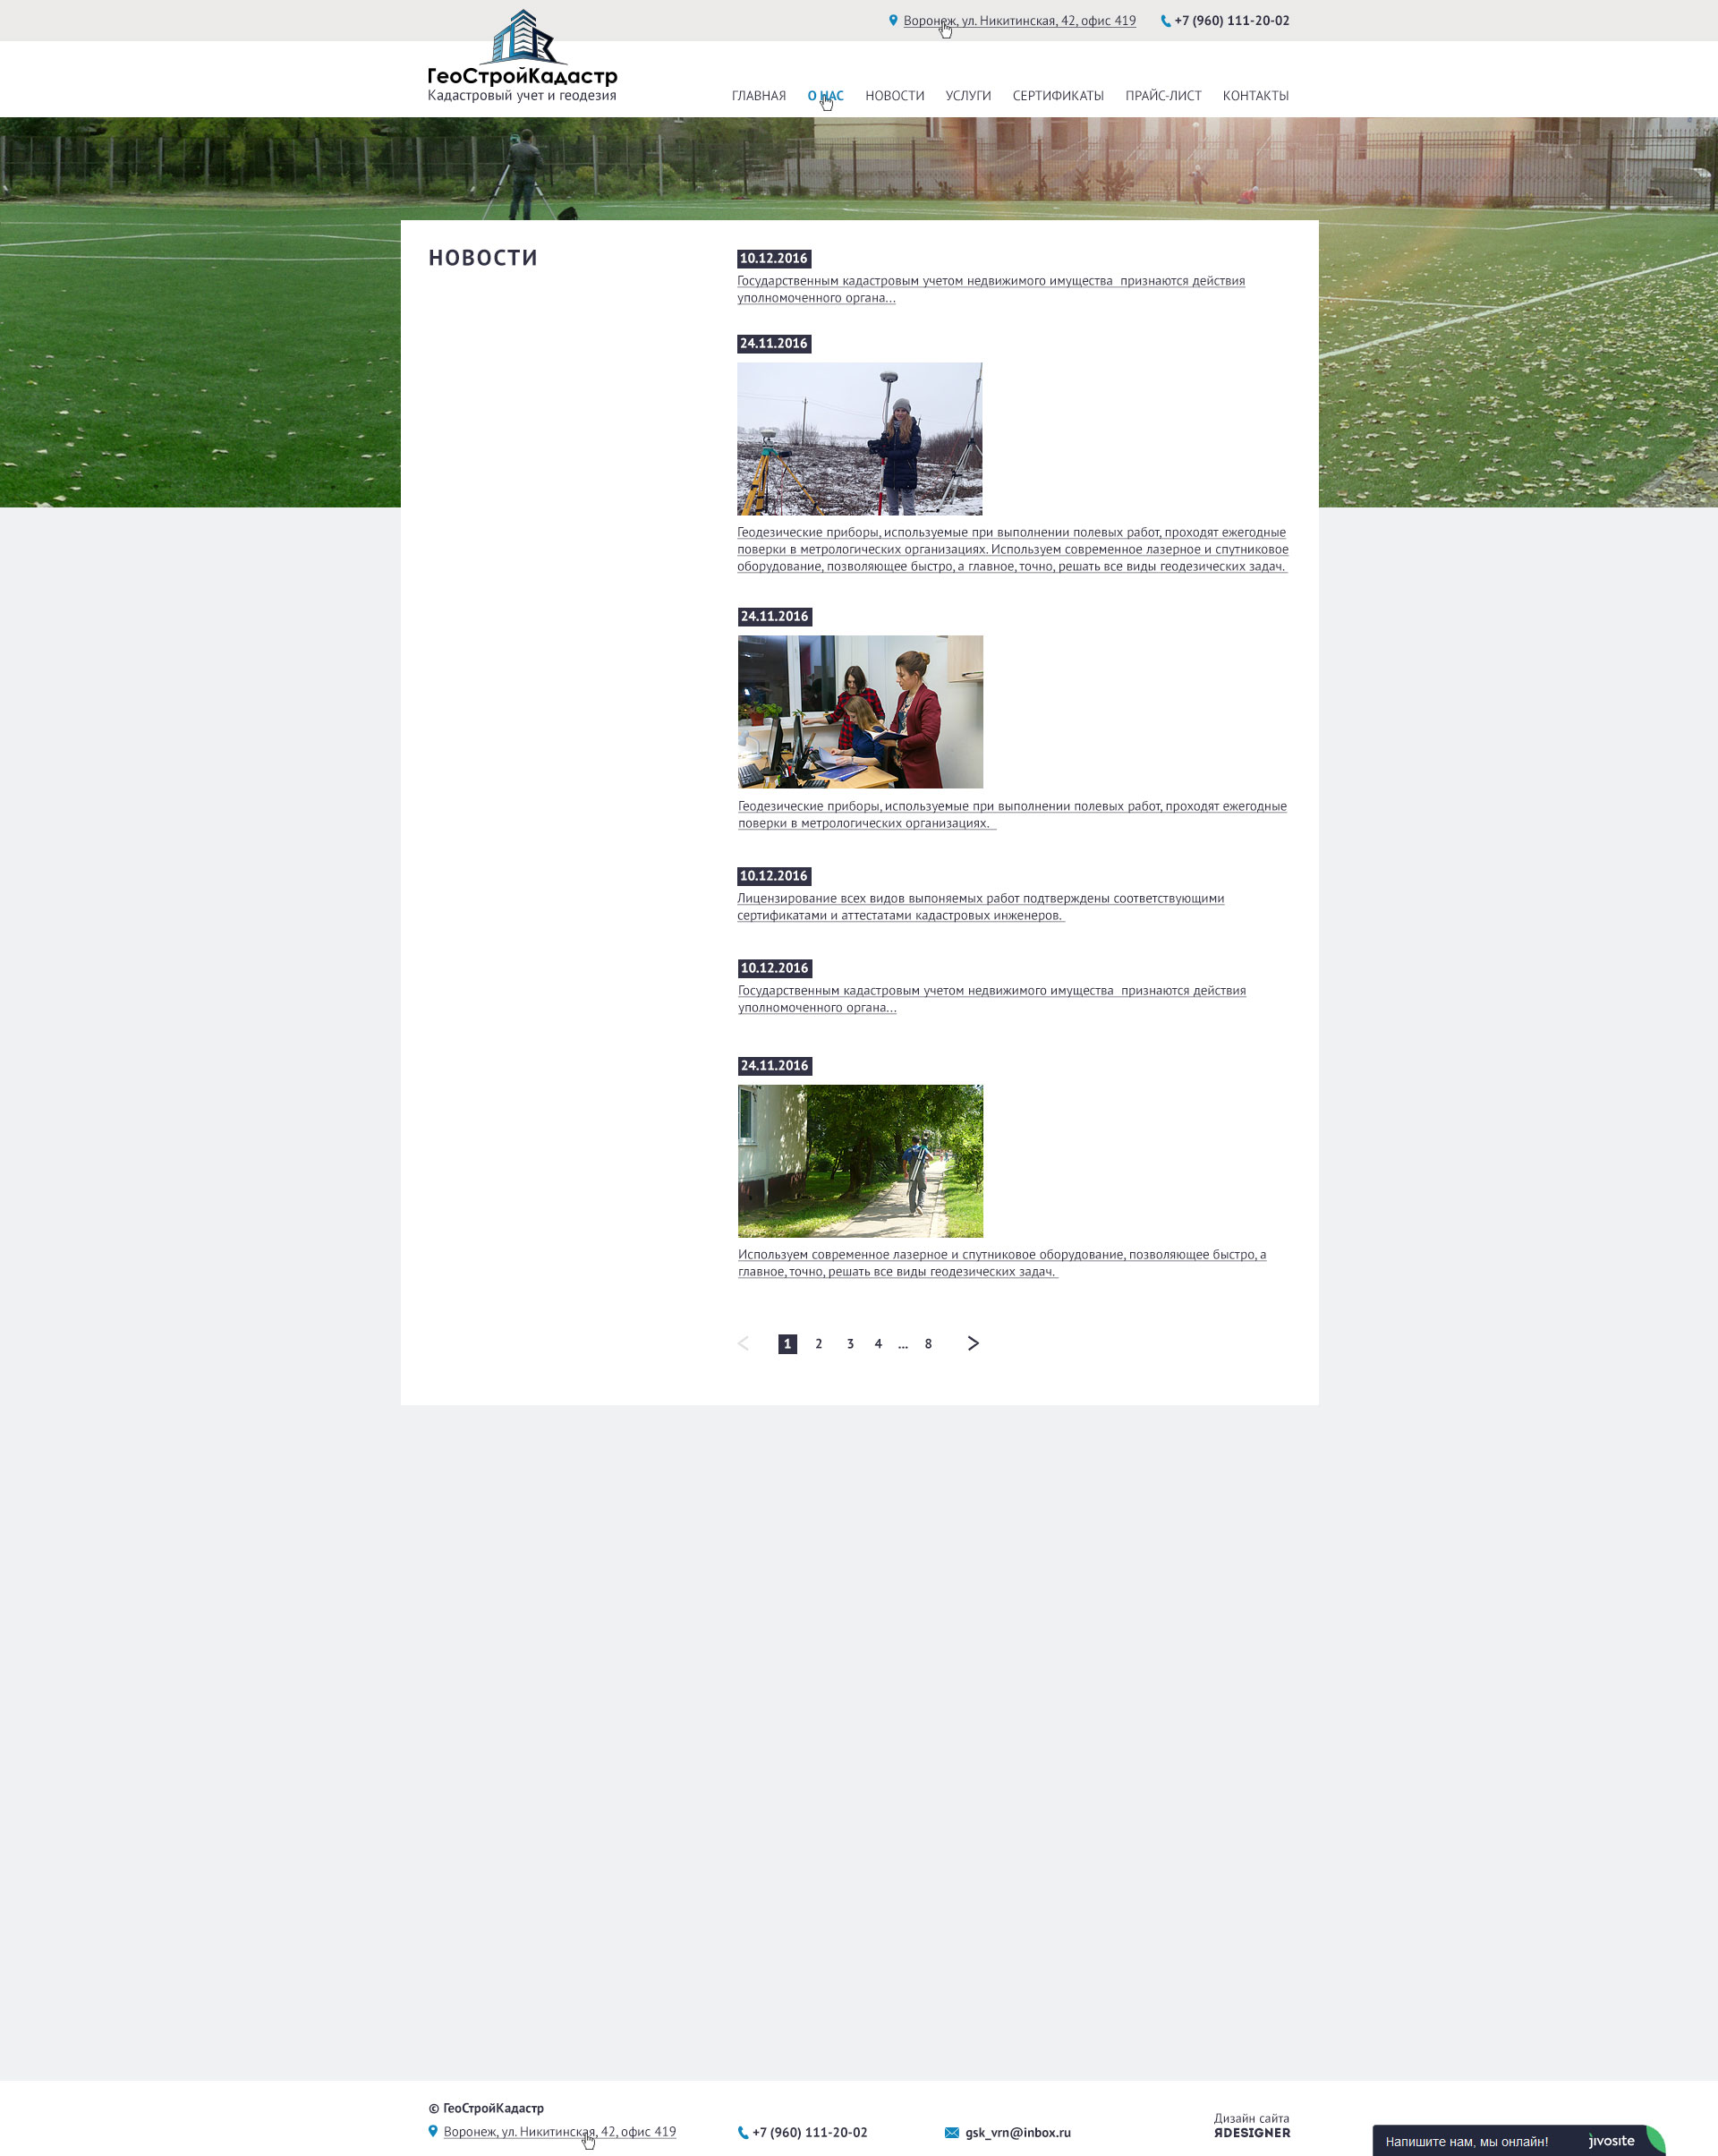 Воронеж, ул. Никитинская, 42, офис 419
+7 (960) 111-20-02
ГеоСтройКадастр
Кадастровый учет и геодезия
ГЛАВНАЯ О НАС НОВОСТИ УСЛУГИ СЕРТИФИКАТЫ ПРАЙС-ЛИСТ КОНТАКТЫ
НОВОСТИ
10.12.2016
Государственным кадастровым учетом недвижимого имущества признаются действия
уполномоченного органа...
24.11.2016
Геодезические приборы, используемые при выполнении полевых работ, проходят ежегодные
поверки в метрологических организациях. Используем современное лазерное и спутниковое
оборудование, позволяющее быстро, а главное, точно, решать все виды геодезических задач.
24.11.2016
Геодезические приборы, используемые при выполнении полевых работ, проходят ежегодные
поверки в метрологических организациях.
10.12.2016
Лицензирование всех видов выпоняемых работ подтверждены соответствующими
сертификатами и аттестатами кадастровых инженеров.
10.12.2016
Государственным кадастровым учетом недвижимого имущества признаются действия
уполномоченного органа...
24.11.2016
Используем современное лазерное и спутниковое оборудование, позволяющее быстро, а
главное, точно, решать все виды геодезических задач.
1 2 3 4 ... 8
© ГеоСтройКадастр
Воронеж, ул. Никитинская, 42, офис 419
+7 (960) 111-20-02
gsk_vrn@inbox.ru
Дизайн сайта
ЯDESIGNER
Напишите нам, мы онлайн! jivosite